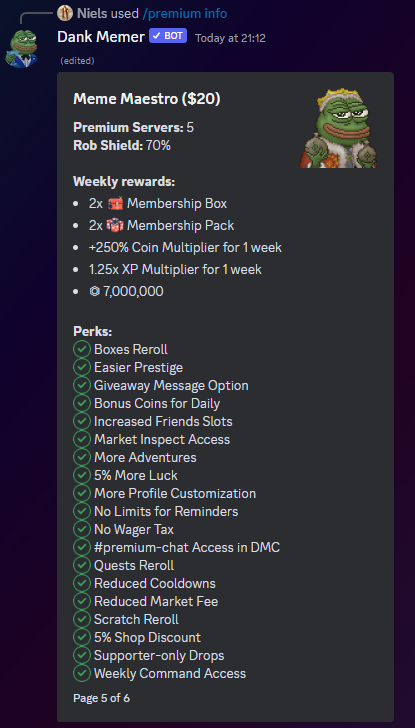 Niels used /premium info
Dank Memer ✓ BOT Today at 21:12
(edited)
Meme Maestro ($20)
Premium Servers: 5
Rob Shield: 70%
Weekly rewards:
• 2x Membership Box
• 2x Membership Pack
• +250% Coin Multiplier for 1 week
• 1.25x XP Multiplier for 1 week
• 7,000,000
Perks:
Boxes Reroll
Easier Prestige
Giveaway Message Option
Bonus Coins for Daily
Increased Friends Slots
Market Inspect Access
More Adventures
5% More Luck
More Profile Customization
No Limits for Reminders
No Wager Tax
#premium-chat Access in DMC
Quests Reroll
Reduced Cooldowns
Reduced Market Fee
Scratch Reroll
5% Shop Discount
Supporter-only Drops
Weekly Command Access
Page 5 of 6